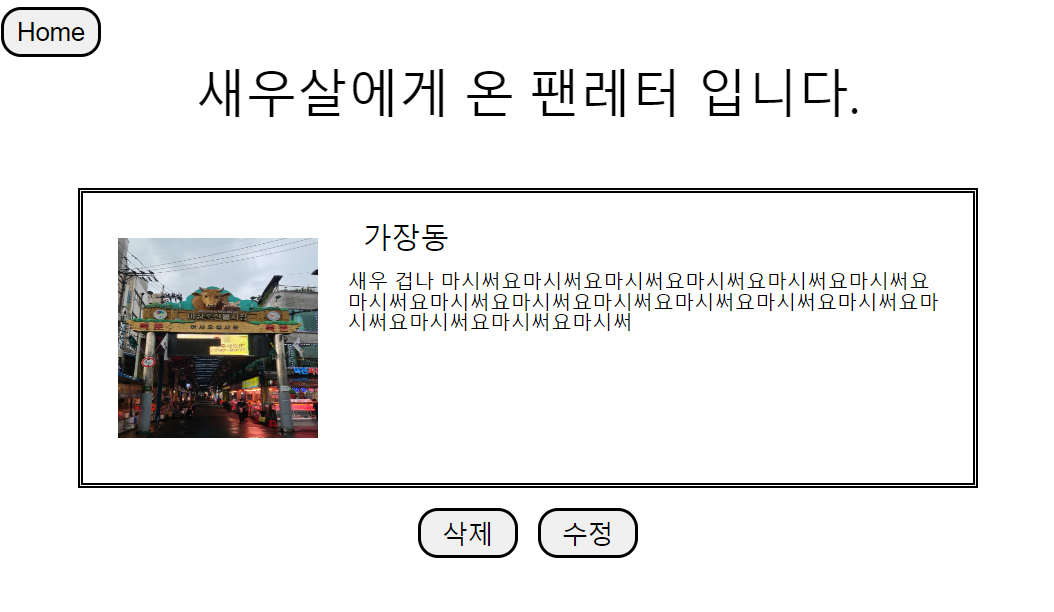 Home
새우살에게 온 팬레터 입니다.
가장동
새우 겁나 마시써요마시써요마시써요마시써요마시써요마시써요
마시써요마시써요마시써요마시써요마시써요마시써요마시써요마
시써요마시써요마시써요마시써
삭제
수정